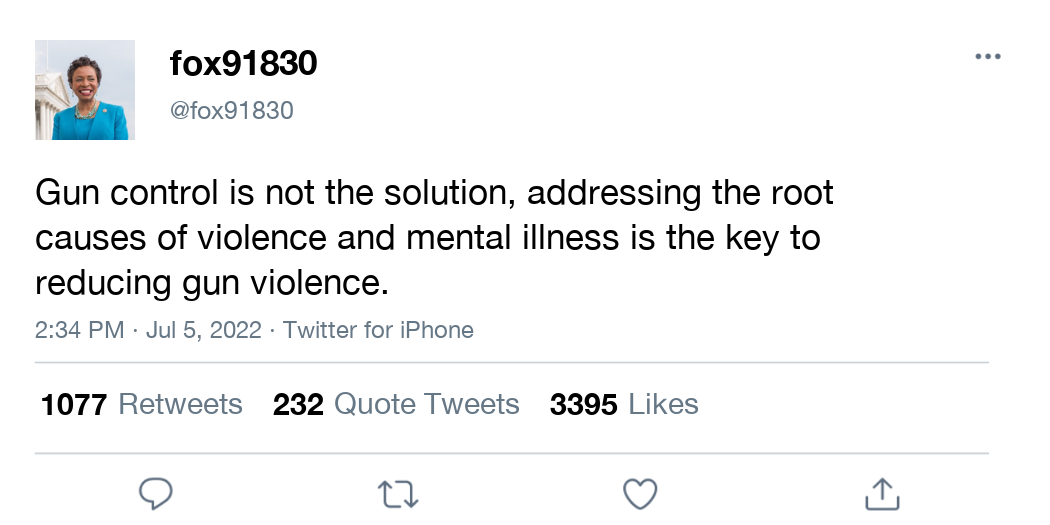 fox91830
@fox91830
Gun control is not the solution, addressing the root
causes of violence and mental illness is the key to
reducing gun violence.
2:34 PM · Jul 5, 2022 · Twitter for iPhone
1077 Retweets 232 Quote Tweets 3395 Likes